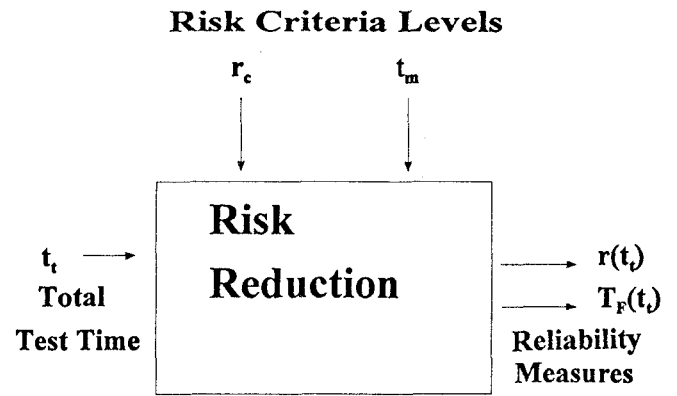 Risk Criteria Levels
r_c t_m
Risk
Reduction
t_t
Total
Test Time
r(t_t)
T_F(t_t)
Reliability
Measures